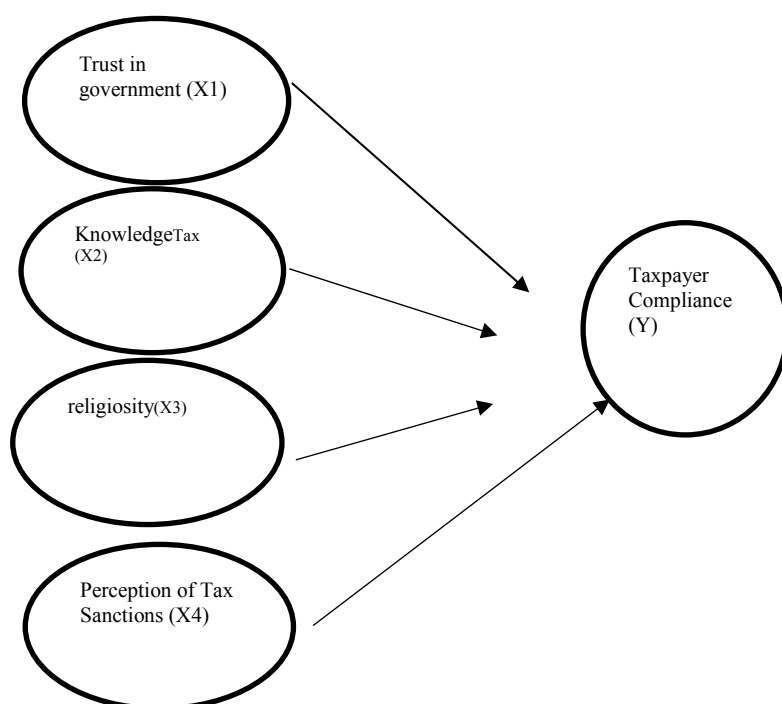 Trust in
government (X1)
KnowledgeTax
(X2)
religiosity(X3)
Perception of Tax
Sanctions (X4)
Taxpayer
Compliance
(Y)